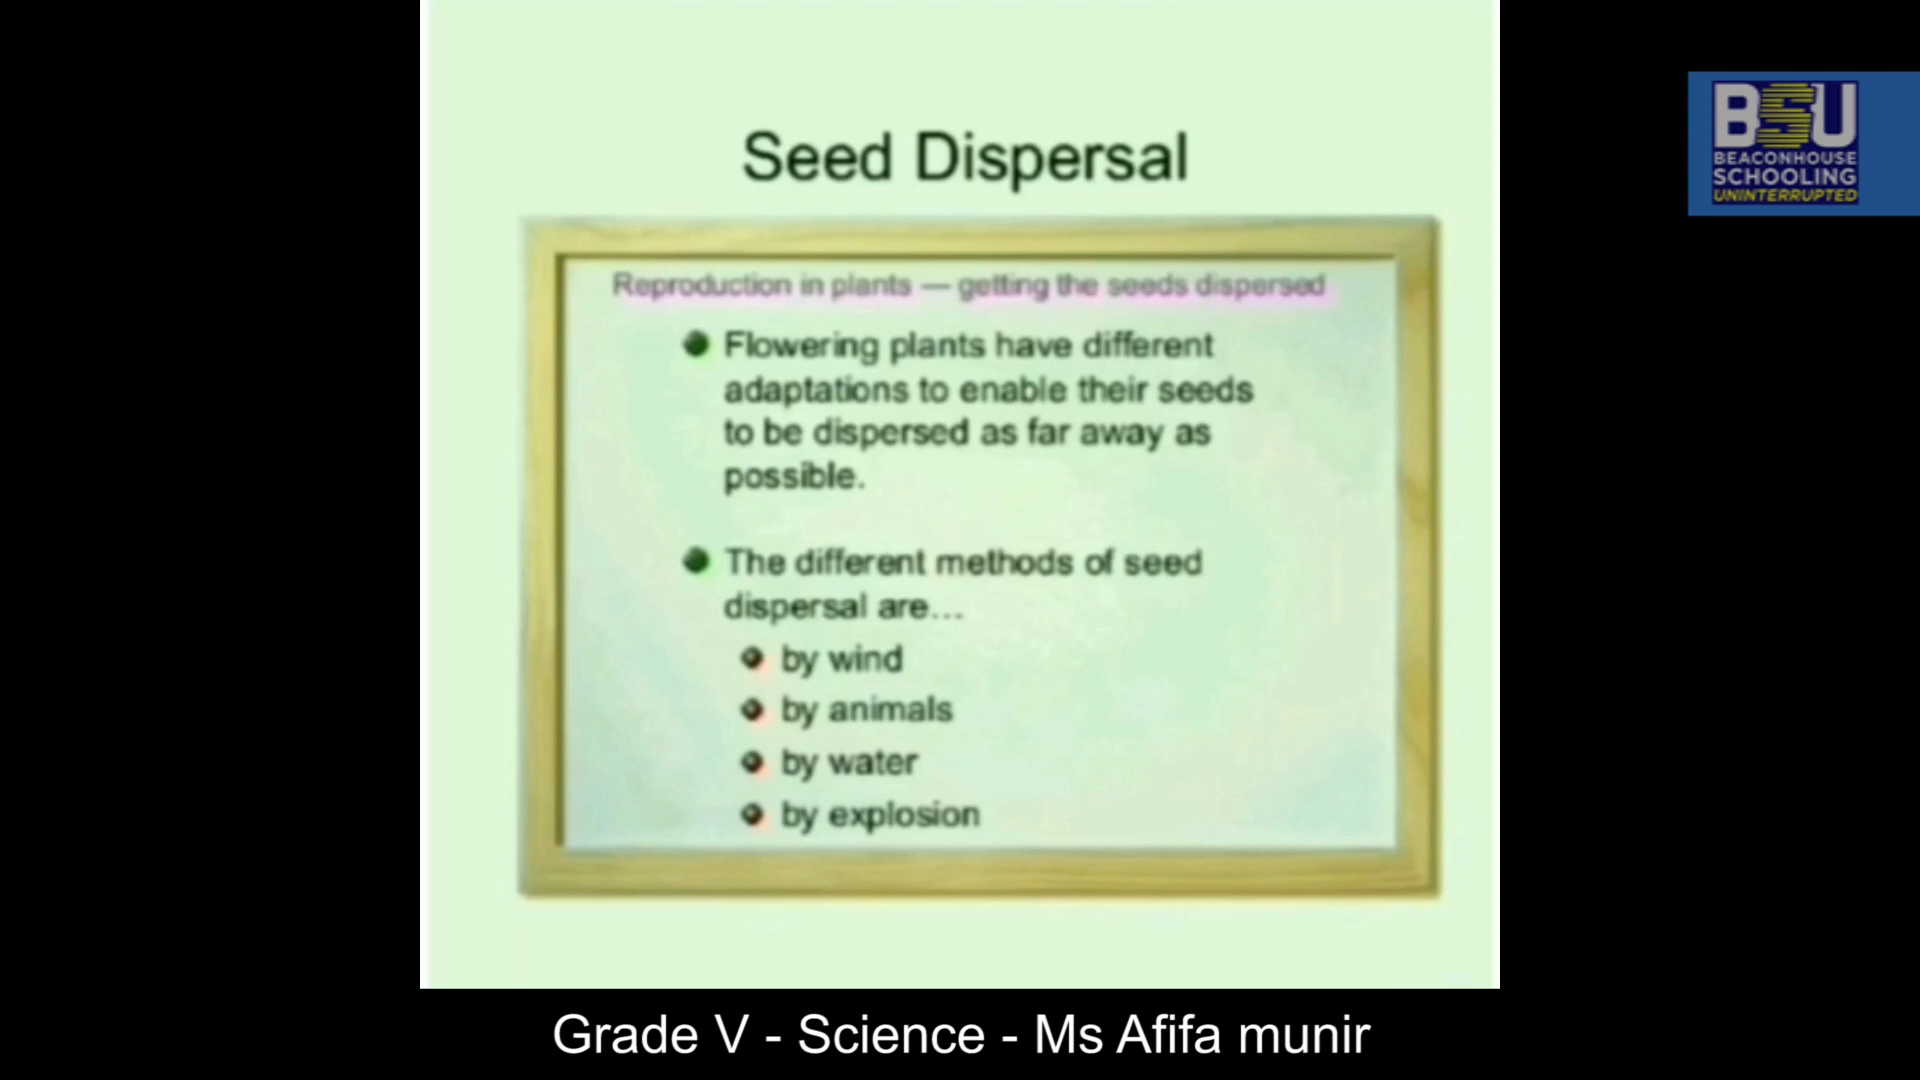 Seed Dispersal
BSU
BEACONHOUSE
SCHOOLING
UNINTERRUPTED
Reproduction in plants — getting the seeds dispersed
Flowering plants have different
adaptations to enable their seeds
to be dispersed as far away as
possible.
The different methods of seed
dispersal are...
by wind
by animals
by water
by explosion
Grade V - Science - Ms Afifa munir